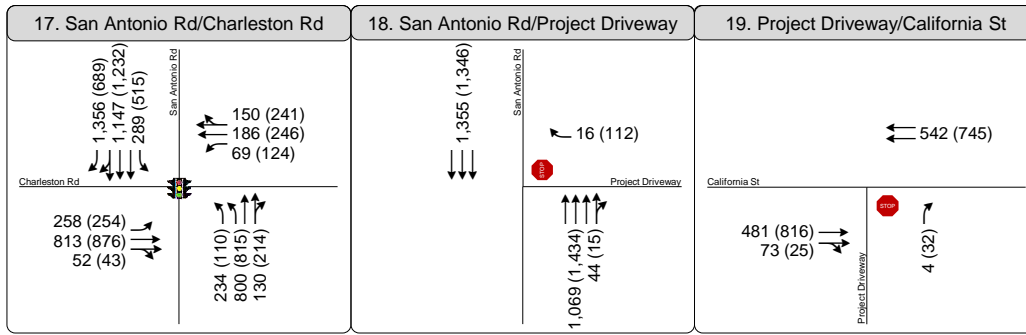 17. San Antonio Rd/Charleston Rd
1,356 (689)
1,147 (1,232)
289 (515)
San Antonio Rd
150 (241)
186 (246)
69 (124)
Charleston Rd
258 (254)
813 (876)
52 (43)
234 (110)
800 (815)
130 (214)
18. San Antonio Rd/Project Driveway
1,355 (1,346)
San Antonio Rd
16 (112)
STOP
Project Driveway
1,069 (1,434)
44 (15)
19. Project Driveway/California St
542 (745)
California St
STOP
481 (816)
73 (25)
Project Driveway
4 (32)